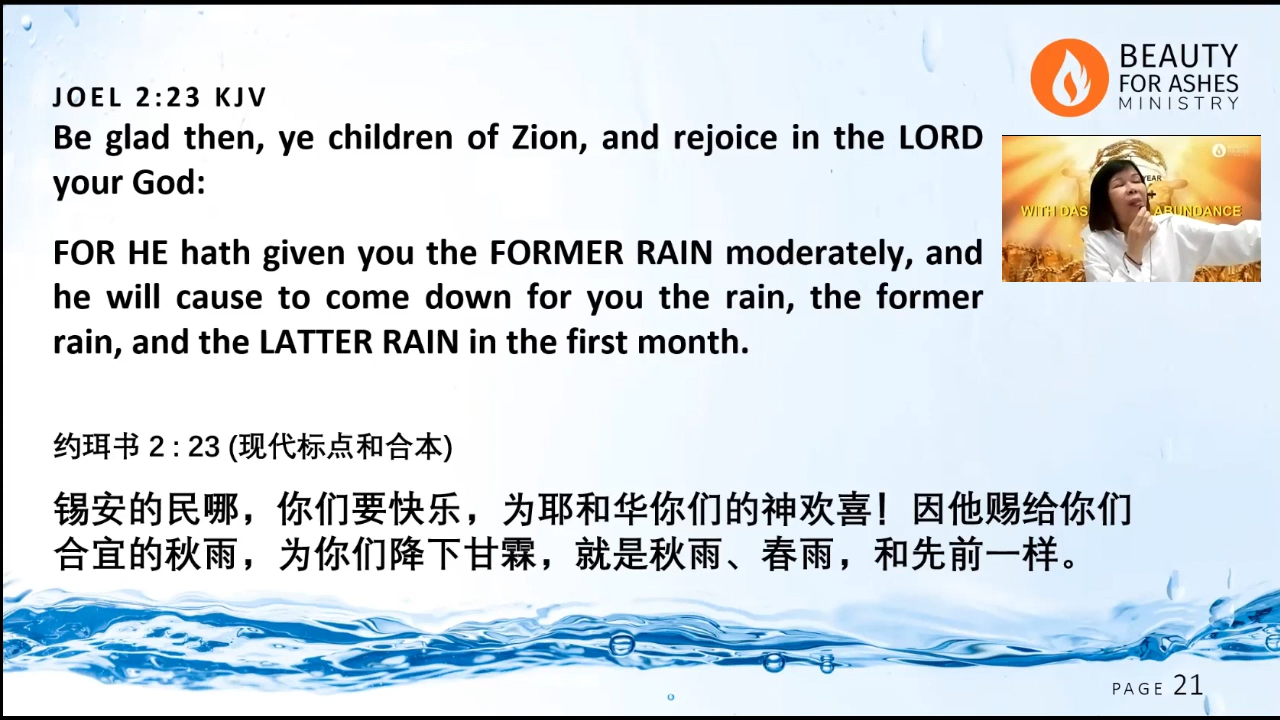 JOEL 2:23 KJV
Be glad then, ye children of Zion, and rejoice in the LORD
your God:
FOR HE hath given you the FORMER RAIN moderately, and
he will cause to come down for you the rain, the former
rain, and the LATTER RAIN in the first month.
约珥书 2 : 23 (现代标点和合本)
锡安的民哪，你们要快乐，为耶和华你们的神欢喜！因他赐给你们
合宜的秋雨，为你们降下甘霖，就是秋雨、春雨，和先前一样。
BEAUTY
FOR ASHES
MINISTRY
YEAR
WITH DAS
ABUNDANCE
PAGE 21